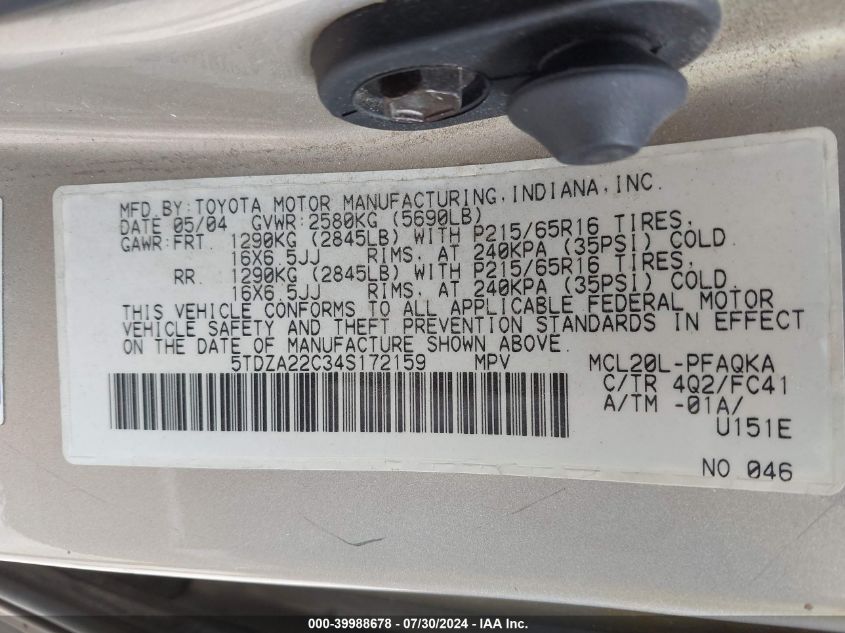 MFD.BY:TOYOTA MOTOR MANUFACTURING,INDIANA,INC.
DATE 05/04 GVWR:2580KG (5690LB)
GAWR:FRT. 1290KG (2845LB) WITH P215/65R16 TIRES,
16X6.5JJ RIMS, AT 240KPA (35PSI) COLD.
RR. 1290KG (2845LB) WITH P215/65R16 TIRES,
16X6.5JJ RIMS, AT 240KPA (35PSI) COLD.
THIS VEHICLE CONFORMS TO ALL APPLICABLE FEDERAL MOTOR
VEHICLE SAFETY AND THEFT PREVENTION STANDARDS IN EFFECT
ON THE DATE OF MANUFACTURE SHOWN ABOVE.
5TDZA22C34S172159 MPV MCL20L-PFAQKA
C/TR 4Q2/FC41
A/TM -01A/
U151E
NO 046
000-39988678 / 07/30/2024 - IAA Inc.